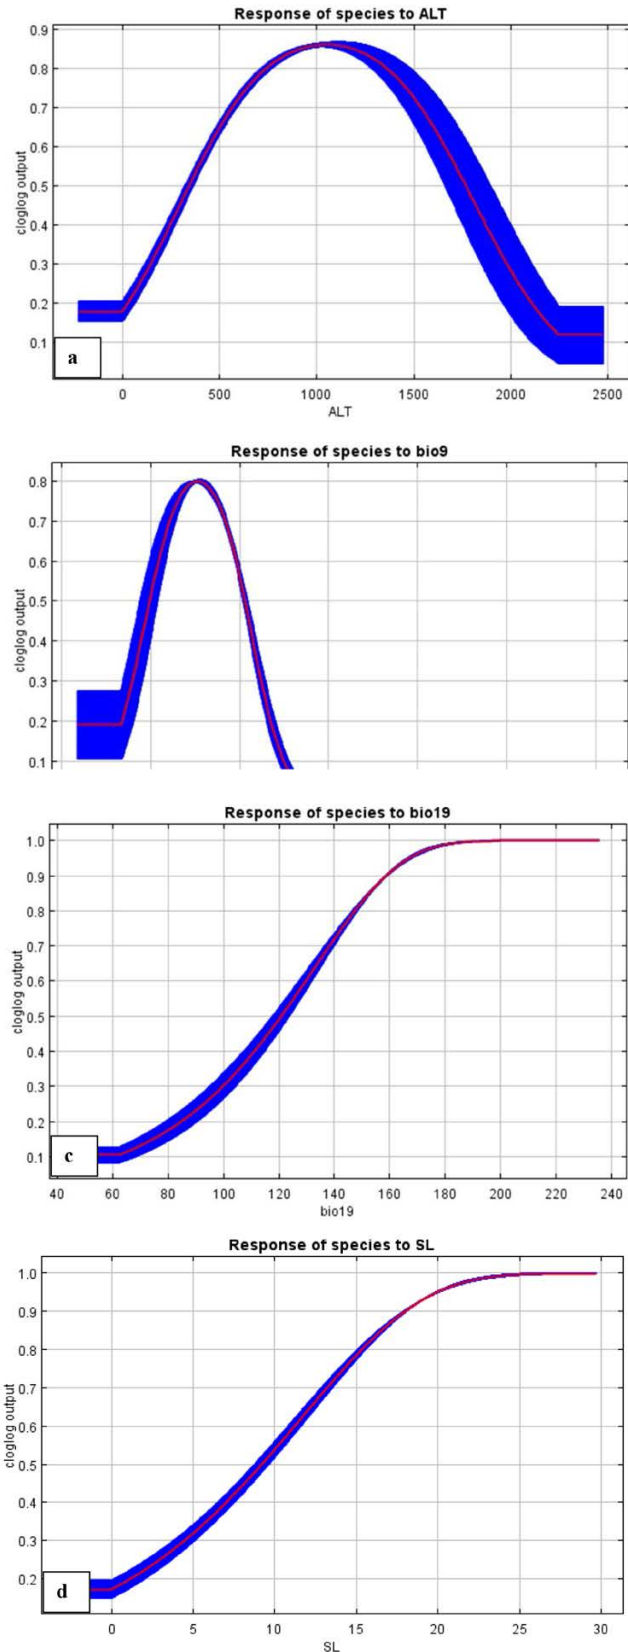 Response of species to ALT
0.9
0.8
0.7
0.6
0.5
0.4
0.3
0.2
0.1
cloglog output
a
0 500 1000 1500 2000 2500
ALT
Response of species to bio9
0.8
0.7
0.6
0.5
0.4
0.3
0.2
0.1
cloglog output
Response of species to bio19
1.0
0.9
0.8
0.7
0.6
0.5
0.4
0.3
0.2
0.1
cloglog output
c
40 60 80 100 120 140 160 180 200 220 240
bio19
Response of species to SL
1.0
0.9
0.8
0.7
0.6
0.5
0.4
0.3
0.2
cloglog output
d
0 5 10 15 20 25 30
SL